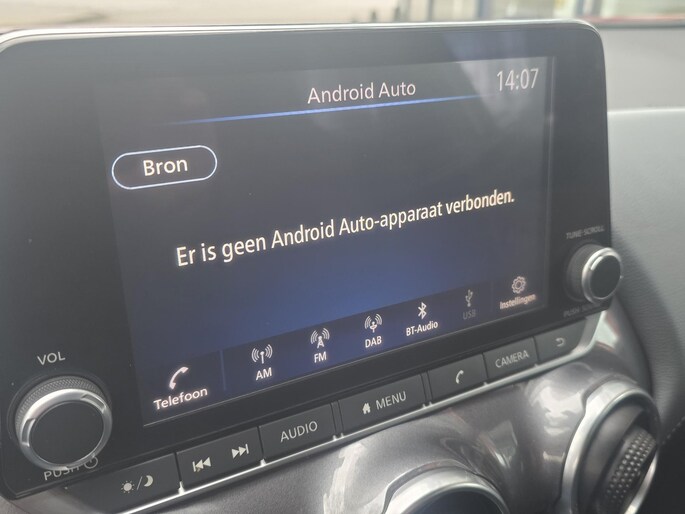 Android Auto
14:07
Bron
Er is geen Android Auto-apparaat verbonden.
Telefoon
AM
FM
DAB
BT-Audio
USB
Instellingen
VOL
PUSH
TUNE·SCROLL
AUDIO
MENU
CAMERA